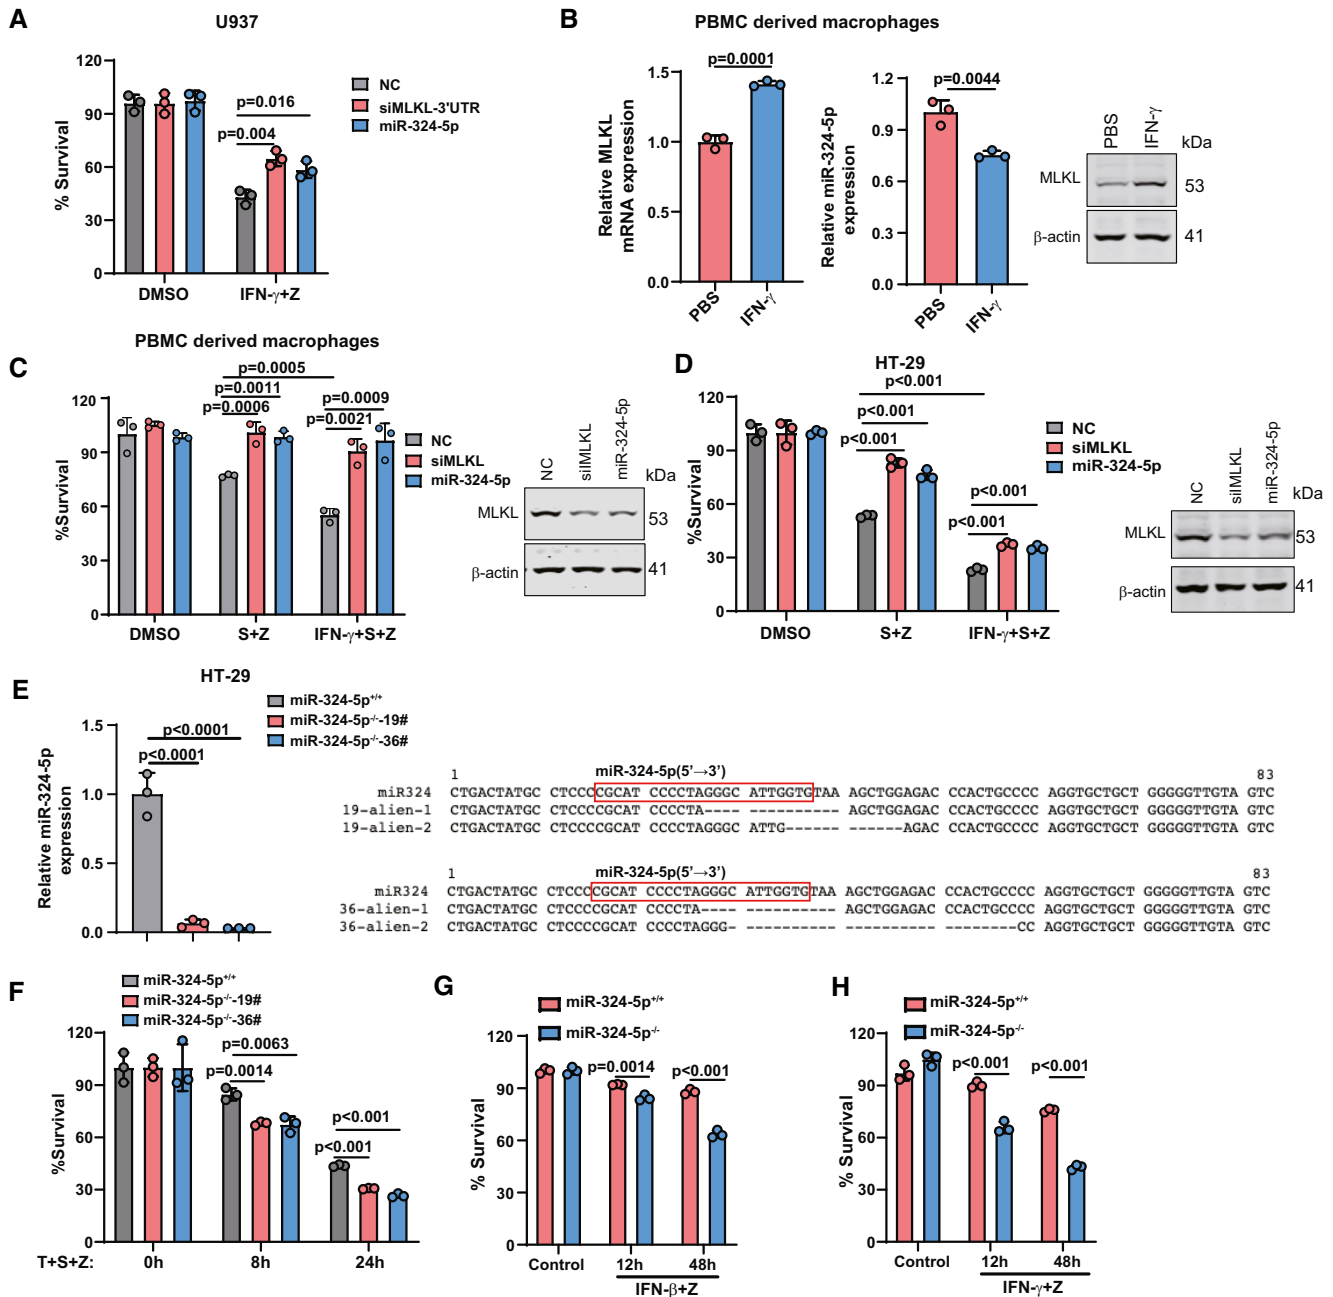 A
U937
120
90
60
30
0
% Survival
p=0.016
p=0.004
NC
siMLKL-3'UTR
miR-324-5p
DMSO
IFN-γ+Z
B
PBMC derived macrophages
Relative MLKL
mRNA expression
1.5
1.0
0.5
0.0
p=0.0001
PBS
IFN-γ
Relative miR-324-5p
expression
1.2
0.9
0.6
0.3
0.0
p=0.0044
PBS
IFN-γ
PBS
IFN-γ
kDa
MLKL
53
β-actin
41
C
PBMC derived macrophages
%Survival
120
90
60
30
0
p=0.0005
p=0.0011
p=0.0006
p=0.0009
p=0.0021
NC
siMLKL
miR-324-5p
DMSO
S+Z
IFN-γ+S+Z
NC
silMLKL
miR-324-5p
kDa
MLKL
53
β-actin
41
D
HT-29
%Survival
120
90
60
30
0
p<0.001
p<0.001
p<0.001
p<0.001
p<0.001
NC
siMLKL
miR-324-5p
DMSO
S+Z
IFN-γ+S+Z
NC
silMLKL
miR-324-5p
kDa
MLKL
53
β-actin
41
E
HT-29
miR-324-5p+/+
miR-324-5p-/--19#
miR-324-5p-/--36#
Relative miR-324-5p
expression
1.5
1.0
0.5
0.0
p<0.0001
p<0.0001
1 miR-324-5p(5'→3') 83
miR324 CTGACTATGC CTCCCCGCAT CCCCTAGGGC ATTGGTGTAA AGCTGGAGAC CCACTGCCCC AGGTGCTGCT GGGGGTTGTA GTC
19-alien-1 CTGACTATGC CTCCCCGCAT CCCCTA---- ---------- AGCTGGAGAC CCACTGCCCC AGGTGCTGCT GGGGGTTGTA GTC
19-alien-2 CTGACTATGC CTCCCCGCAT CCCCTAGGGC ATTG------ ------AGAC CCACTGCCCC AGGTGCTGCT GGGGGTTGTA GTC
1 miR-324-5p(5'→3') 83
miR324 CTGACTATGC CTCCCCGCAT CCCCTAGGGC ATTGGTGTAA AGCTGGAGAC CCACTGCCCC AGGTGCTGCT GGGGGTTGTA GTC
36-alien-1 CTGACTATGC CTCCCCGCAT CCCCTA---- ---------- AGCTGGAGAC CCACTGCCCC AGGTGCTGCT GGGGGTTGTA GTC
36-alien-2 CTGACTATGC CTCCCCGCAT CCCCTAGGG- ---------- ---------- --------CC AGGTGCTGCT GGGGGTTGTA GTC
F
miR-324-5p+/+
miR-324-5p-/--19#
miR-324-5p-/--36#
%Survival
120
90
60
30
0
p=0.0063
p=0.0014
p<0.001
p<0.001
T+S+Z:
0h
8h
24h
G
miR-324-5p+/+
miR-324-5p-/-
% Survival
120
90
60
30
0
p=0.0014
p<0.001
Control
12h
48h
IFN-β+Z
H
miR-324-5p+/+
miR-324-5p-/-
% Survival
120
90
60
30
0
p<0.001
p<0.001
Control
12h
48h
IFN-γ+Z